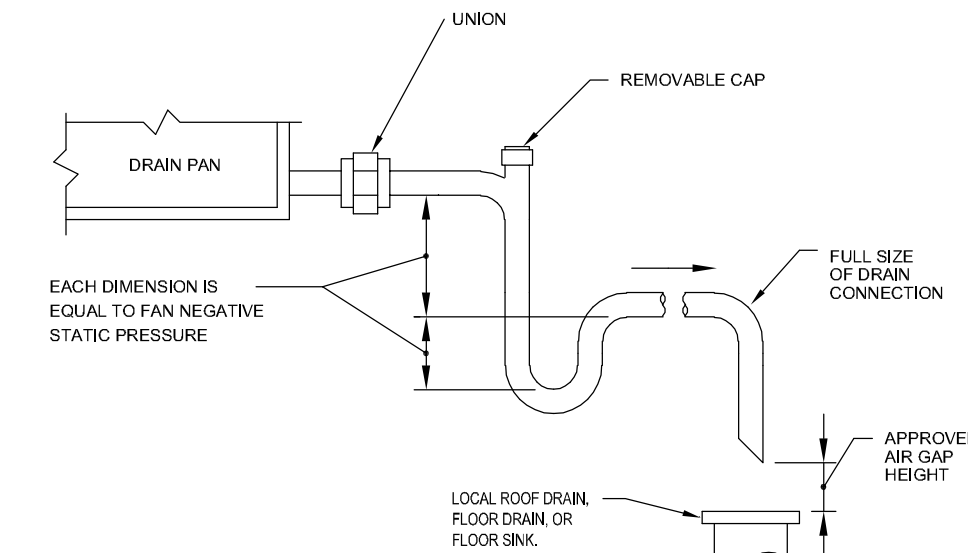 UNION
REMOVABLE CAP
DRAIN PAN
FULL SIZE
OF DRAIN
CONNECTION
EACH DIMENSION IS
EQUAL TO FAN NEGATIVE
STATIC PRESSURE
APPROVE
AIR GAP
HEIGHT
LOCAL ROOF DRAIN,
FLOOR DRAIN, OR
FLOOR SINK.